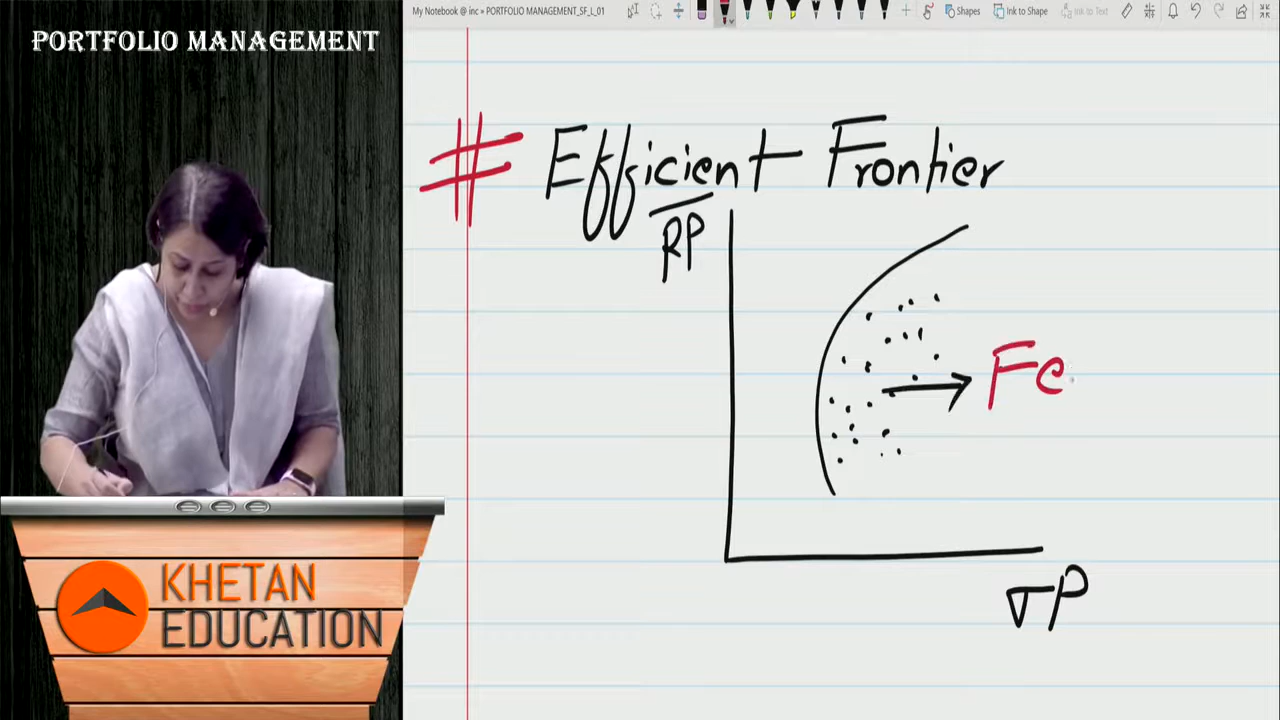 My Notebook @ inc » PORTFOLIO MANAGEMENT_SF_L_01
Shapes
Ink to Shape
Ink to Text
PORTFOLIO MANAGEMENT
# Efficient Frontier
RP
Fe
σP
KHETAN
EDUCATION